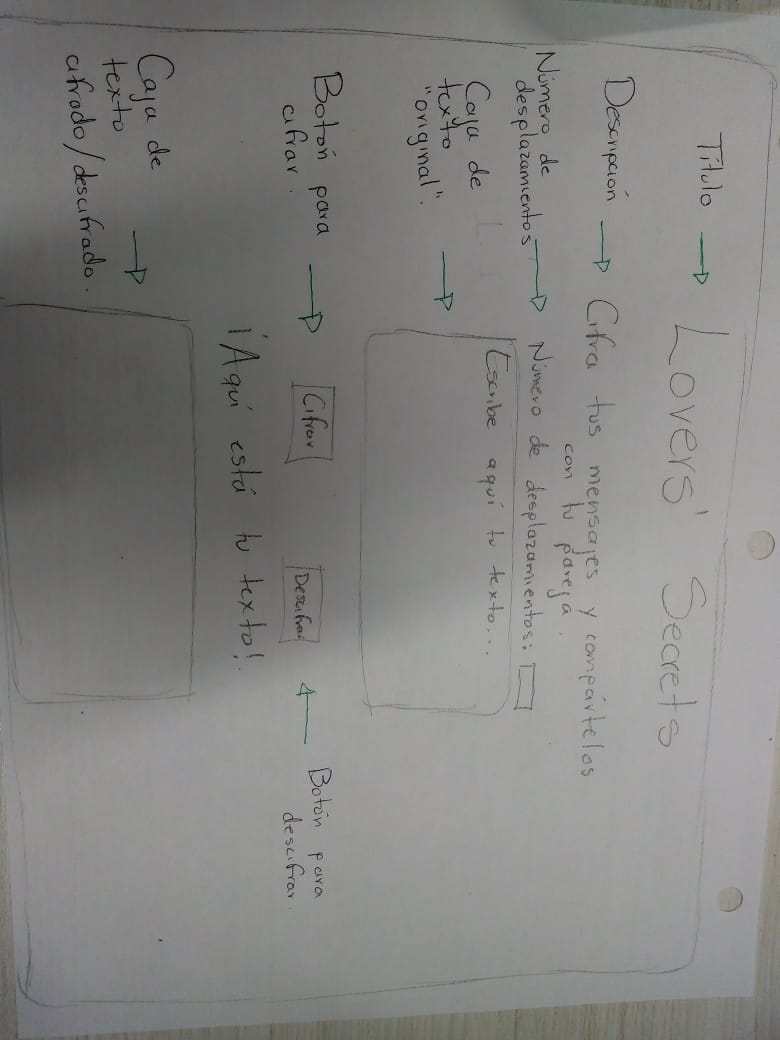 Título
Lovers' Secrets
Descripción
Cifra tus mensajes y compártelos
con tu pareja.
Número de
desplazamientos
Número de desplazamientos:
Escribe aquí tu texto...
Caja de
texto
"original".
Botón para
cifrar.
Cifrar
Descifrar
Botón para
descifrar.
¡Aquí está tu texto!
Caja de
texto
cifrado/descifrado.